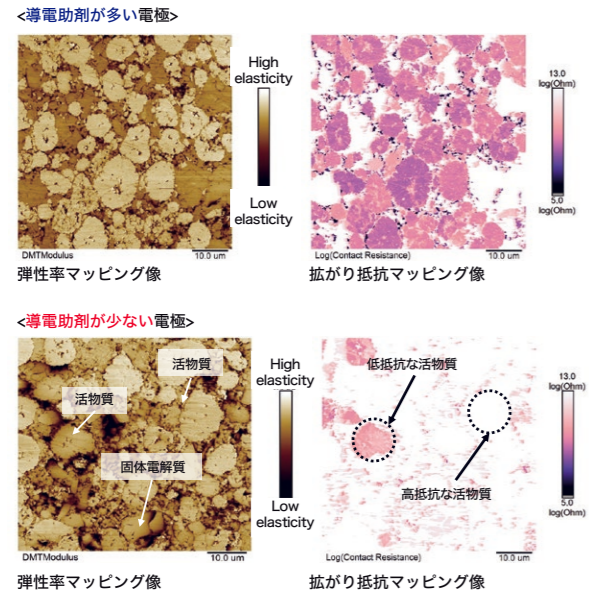 <導電助剤が多い電極>
High
elasticity
Low
elasticity
13.0
log(Ohm)
5.0
log(Ohm)
DMTModulus
10.0 um
Log(Contact Resistance)
10.0 um
弾性率マッピング像
拡がり抵抗マッピング像
<導電助剤が少ない電極>
活物質
活物質
固体電解質
High
elasticity
Low
elasticity
低抵抗な活物質
高抵抗な活物質
13.0
log(Ohm)
5.0
log(Ohm)
DMTModulus
10.0 um
Log(Contact Resistance)
10.0 um
弾性率マッピング像
拡がり抵抗マッピング像